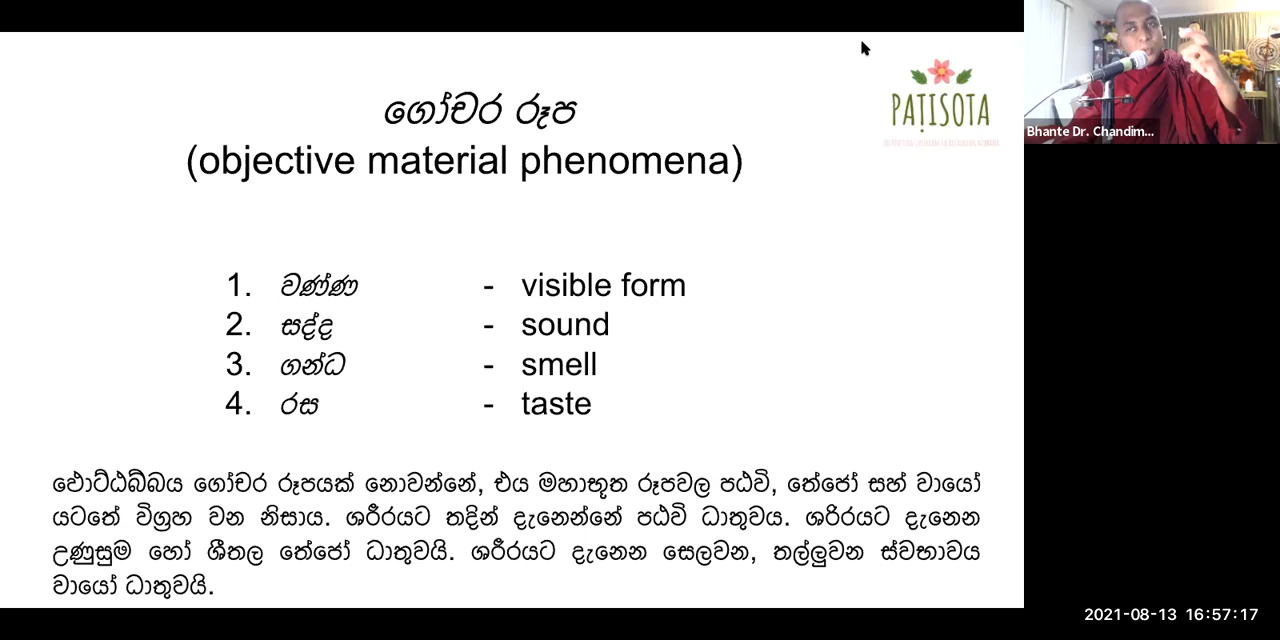 ගෝචර රූප
(objective material phenomena)
PAṬISOTA
1. වණ්ණ - visible form
2. සද්ද - sound
3. ගන්ධ - smell
4. රස - taste
ඵොට්ඨබ්බය ගෝචර රූපයක් නොවන්නේ, එය මහාභූත රූපවල පඨවි, තේජෝ සහ් වායෝ
යටතේ විග්‍රහ වන නිසාය. ශරීරයට තදින් දැනෙන්නේ පඨවි ධාතුවය. ශරිරයට දැනෙන
උණුසුම හෝ ශීතල තේජෝ ධාතුවයි. ශරීරයට දැනෙන සෙලවන, තල්ලුවන ස්වභාවය
වායෝ ධාතුවයි.
Bhante Dr. Chandim...
2021-08-13 16:57:17